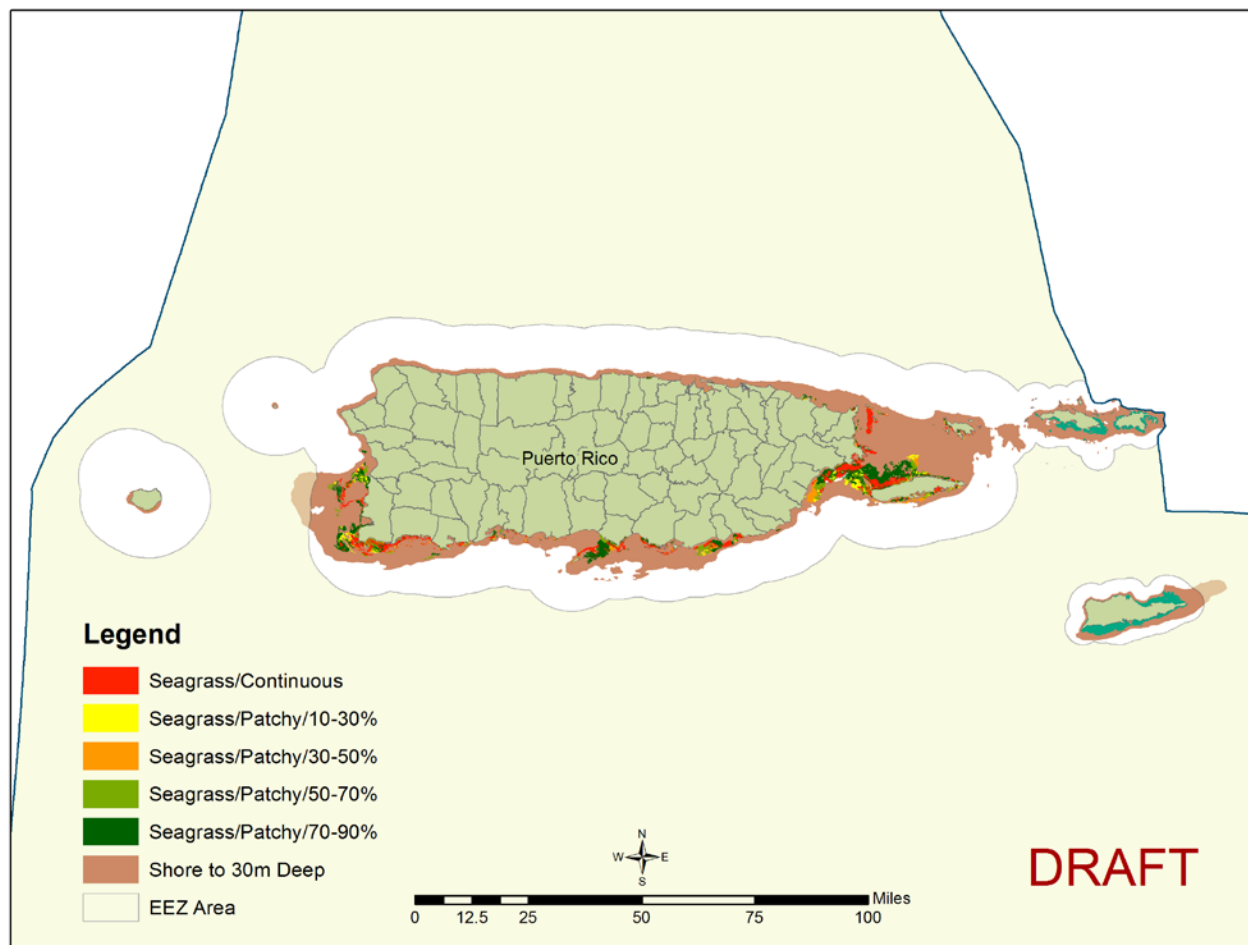 Puerto Rico
Legend
Seagrass/Continuous
Seagrass/Patchy/10-30%
Seagrass/Patchy/30-50%
Seagrass/Patchy/50-70%
Seagrass/Patchy/70-90%
Shore to 30m Deep
EEZ Area
N
W E
S
Miles
0 12.5 25 50 75 100
DRAFT